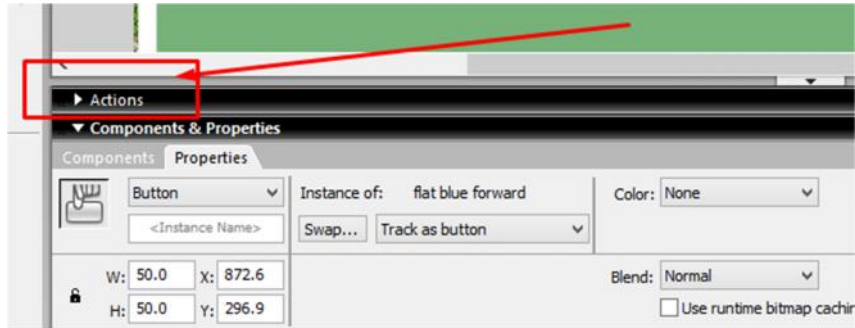 Actions
Components & Properties
Components Properties
Button Instance of: flat blue forward Color: None
<Instance Name> Swap... Track as button
W: 50.0 X: 872.6 Blend: Normal
H: 50.0 Y: 296.9 Use runtime bitmap